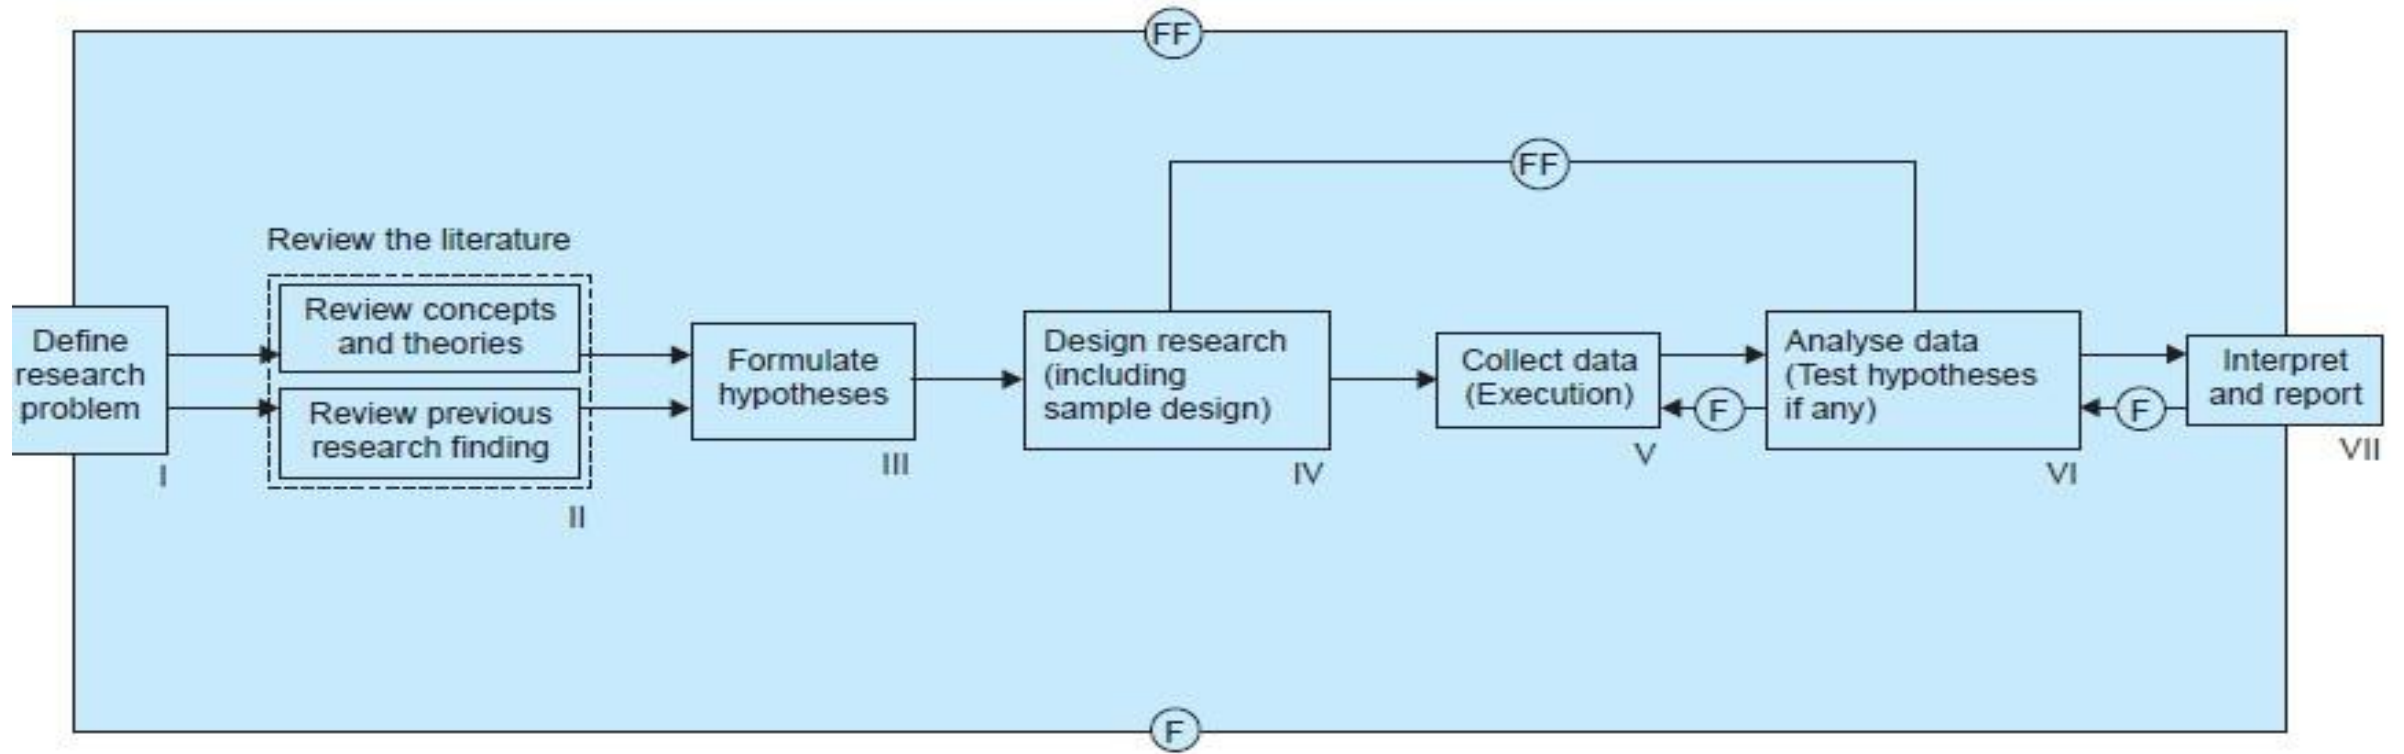 FF
FF
Review the literature
Define
research
problem
I
Review concepts
and theories
Review previous
research finding
II
Formulate
hypotheses
III
Design research
(including
sample design)
IV
Collect data
(Execution)
V
F
Analyse data
(Test hypotheses
if any)
VI
F
Interpret
and report
VII
F